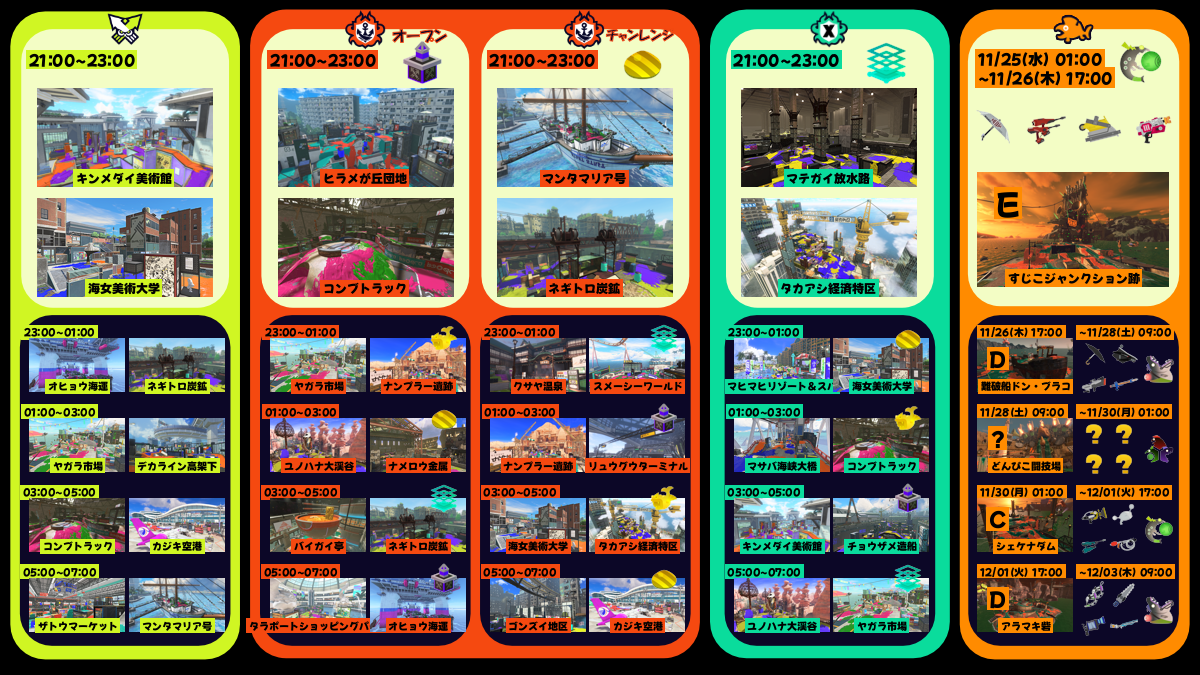 21:00~23:00
キンメダイ美術館
海女美術大学
23:00~01:00
オヒョウ海運
ネギトロ炭鉱
01:00~03:00
ヤガラ市場
デカライン高架下
03:00~05:00
コンブトラック
カジキ空港
05:00~07:00
ザトウマーケット
マンタマリア号
オープン
21:00~23:00
ヒラメが丘団地
コンブトラック
チャレンジ
21:00~23:00
マンタマリア号
ネギトロ炭鉱
23:00~01:00
ヤガラ市場
ナンプラー遺跡
01:00~03:00
ユノハナ大渓谷
ナメロウ金属
03:00~05:00
バイガイ亭
ネギトロ炭鉱
05:00~07:00
タラポートショッピングパ
オヒョウ海運
23:00~01:00
クサヤ温泉
スメーシーワールド
01:00~03:00
ナンプラー遺跡
リュウグウターミナル
03:00~05:00
海女美術大学
タカアシ経済特区
05:00~07:00
ゴンズイ地区
カジキ空港
X
21:00~23:00
マテガイ放水路
タカアシ経済特区
23:00~01:00
マヒマヒリゾート&スパ
海女美術大学
01:00~03:00
マサバ海峡大橋
コンブトラック
03:00~05:00
キンメダイ美術館
チョウザメ造船
05:00~07:00
ユノハナ大渓谷
ヤガラ市場
11/25(水) 01:00
~11/26(木) 17:00
E
すじこジャンクション跡
11/26(木) 17:00
~11/28(土) 09:00
D
難破船ドン・ブラコ
11/28(土) 09:00
~11/30(月) 01:00
?
? ?
? ?
どんぴこ闘技場
11/30(月) 01:00
~12/01(火) 17:00
C
シェケナダム
12/01(火) 17:00
~12/03(木) 09:00
D
アラマキ砦